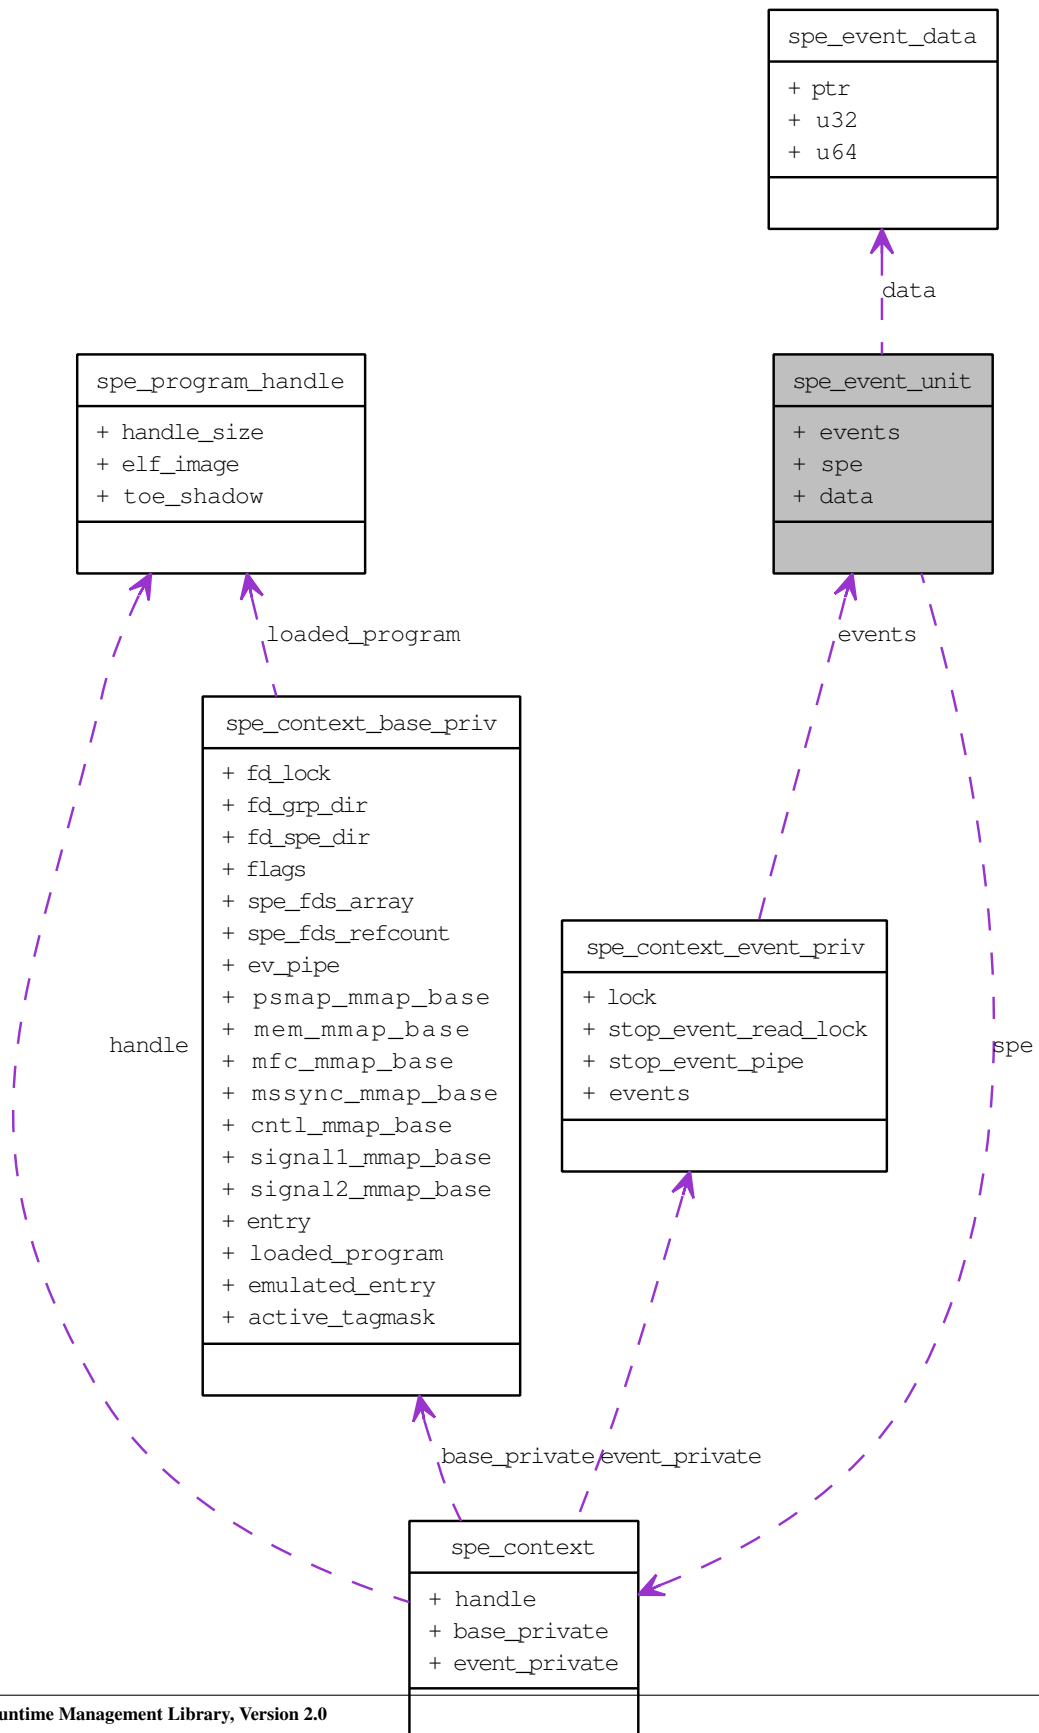 spe_event_data
+ ptr
+ u32
+ u64
data
spe_program_handle
+ handle_size
+ elf_image
+ toe_shadow
spe_event_unit
+ events
+ spe
+ data
loaded_program
events
spe_context_base_priv
+ fd_lock
+ fd_grp_dir
+ fd_spe_dir
+ flags
+ spe_fds_array
+ spe_fds_refcount
+ ev_pipe
+ psmap_mmap_base
+ mem_mmap_base
+ mfc_mmap_base
+ mssync_mmap_base
+ cntl_mmap_base
+ signal1_mmap_base
+ signal2_mmap_base
+ entry
+ loaded_program
+ emulated_entry
+ active_tagmask
spe_context_event_priv
+ lock
+ stop_event_read_lock
+ stop_event_pipe
+ events
handle
spe
base_private
event_private
spe_context
+ handle
+ base_private
+ event_private
untime Management Library, Version 2.0